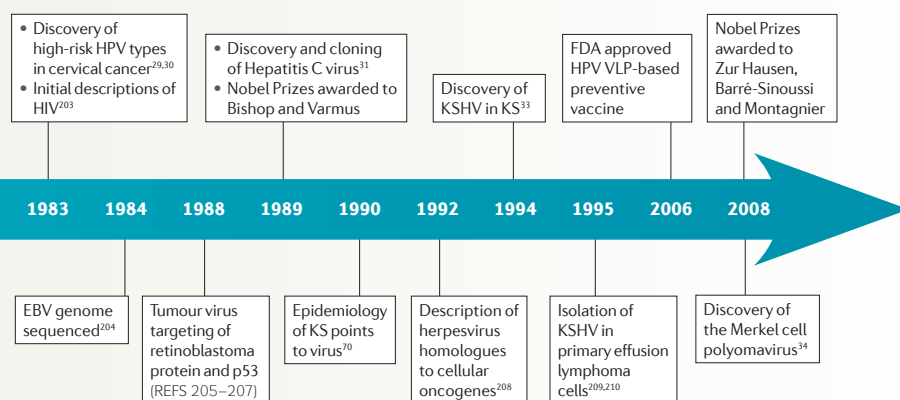 • Discovery of
high-risk HPV types
in cervical cancer29,30
• Initial descriptions of
HIV203
• Discovery and cloning
of Hepatitis C virus31
• Nobel Prizes awarded to
Bishop and Varmus
Discovery of
KSHV in KS33
FDA approved
HPV VLP-based
preventive
vaccine
Nobel Prizes
awarded to
Zur Hausen,
Barré-Sinoussi
and Montagnier
1983 1984 1988 1989 1990 1992 1994 1995 2006 2008
EBV genome
sequenced204
Tumour virus
targeting of
retinoblastoma
protein and p53
(REFS 205–207)
Epidemiology
of KS points
to virus70
Description of
herpesvirus
homologues
to cellular
oncogenes208
Isolation of
KSHV in
primary effusion
lymphoma
cells209,210
Discovery of
the Merkel cell
polyomavirus34